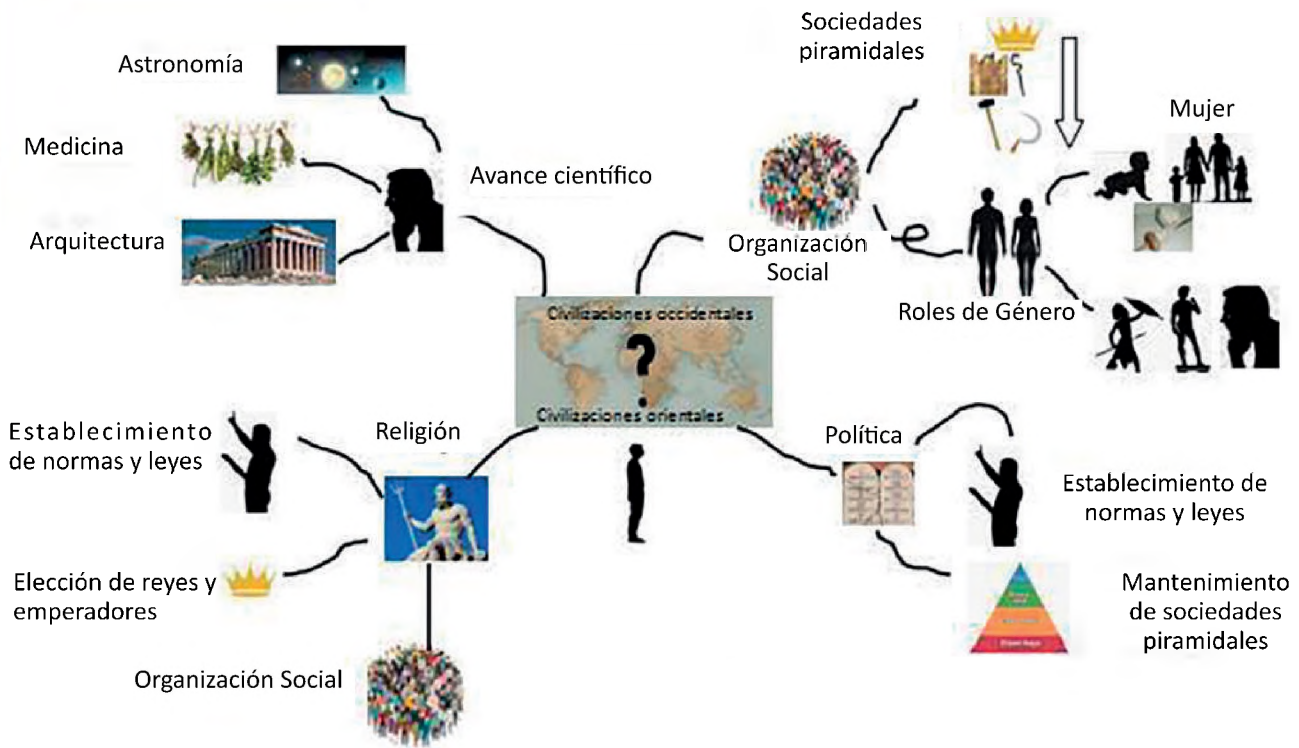 Astronomía
Medicina
Arquitectura
Avance científico
Sociedades
piramidales
Mujer
Organización
Social
Roles de Género
Civilizaciones occidentales
?
Civilizaciones orientales
Religión
Establecimiento
de normas y leyes
Elección de reyes y
emperadores
Organización Social
Política
Establecimiento de
normas y leyes
Mantenimiento
de sociedades
piramidales